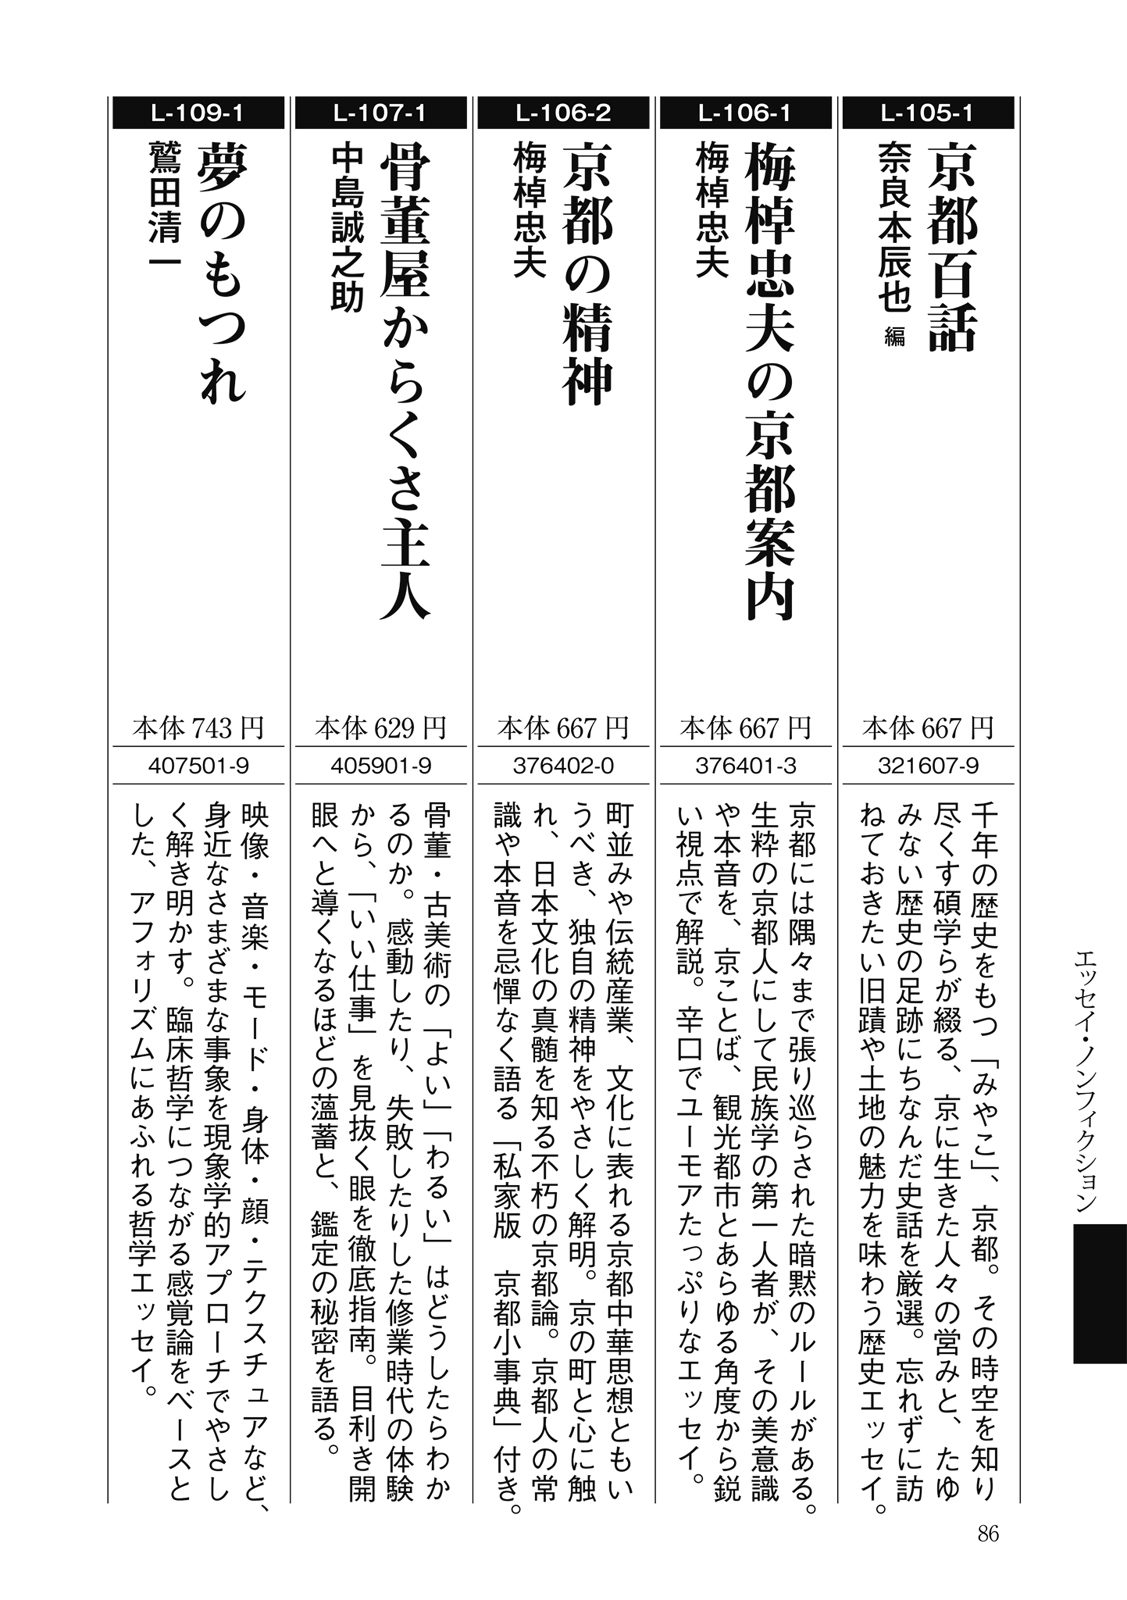 L-105-1
京都百話
奈良本辰也 編
本体667円
321607-9
千年の歴史をもつ「みやこ」、京都。その時空を知り
尽くす碩学らが綴る、京に生きた人々の営みと、たゆ
みない歴史の足跡にちなんだ史話を厳選。忘れずに訪
ねておきたい旧蹟や土地の魅力を味わう歴史エッセイ。
L-106-1
梅棹忠夫の京都案内
梅棹忠夫
本体667円
376401-3
京都には隅々まで張り巡らされた暗黙のルールがある。
生粋の京都人にして民族学の第一人者が、その美意識
や本音を、京ことば、観光都市とあらゆる角度から鋭
い視点で解説。辛口でユーモアたっぷりなエッセイ。
L-106-2
京都の精神
梅棹忠夫
本体667円
376402-0
町並みや伝統産業、文化に表れる京都中華思想ともい
うべき、独自の精神をやさしく解明。京の町と心に触
れ、日本文化の真髄を知る不朽の京都論。京都人の常
識や本音を忌憚なく語る「私家版　京都小事典」付き。
L-107-1
骨董屋からくさ主人
中島誠之助
本体629円
405901-9
骨董・古美術の「よい」「わるい」はどうしたらわか
るのか。感動したり、失敗したりした修業時代の体験
から、「いい仕事」を見抜く眼を徹底指南。目利き開
眼へと導くなるほどの薀蓄と、鑑定の秘密を語る。
L-109-1
夢のもつれ
鷲田清一
本体743円
407501-9
映像・音楽・モード・身体・顔・テクスチュアなど、
身近なさまざまな事象を現象学的アプローチでやさし
く解き明かす。臨床哲学につながる感覚論をベースと
した、アフォリズムにあふれる哲学エッセイ。
エッセイ・ノンフィクション
86